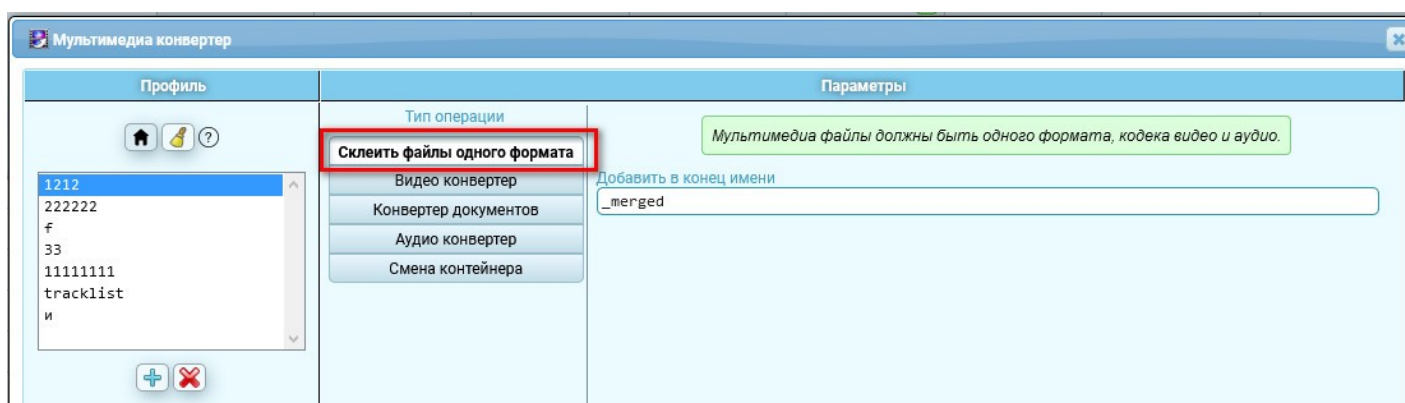 Мультимедиа конвертер
Профиль
Параметры
?
1212
222222
f
33
11111111
tracklist
и
Тип операции
Склеить файлы одного формата
Видео конвертер
Конвертер документов
Аудио конвертер
Смена контейнера
Мультимедиа файлы должны быть одного формата, кодека видео и аудио.
Добавить в конец имени
_merged